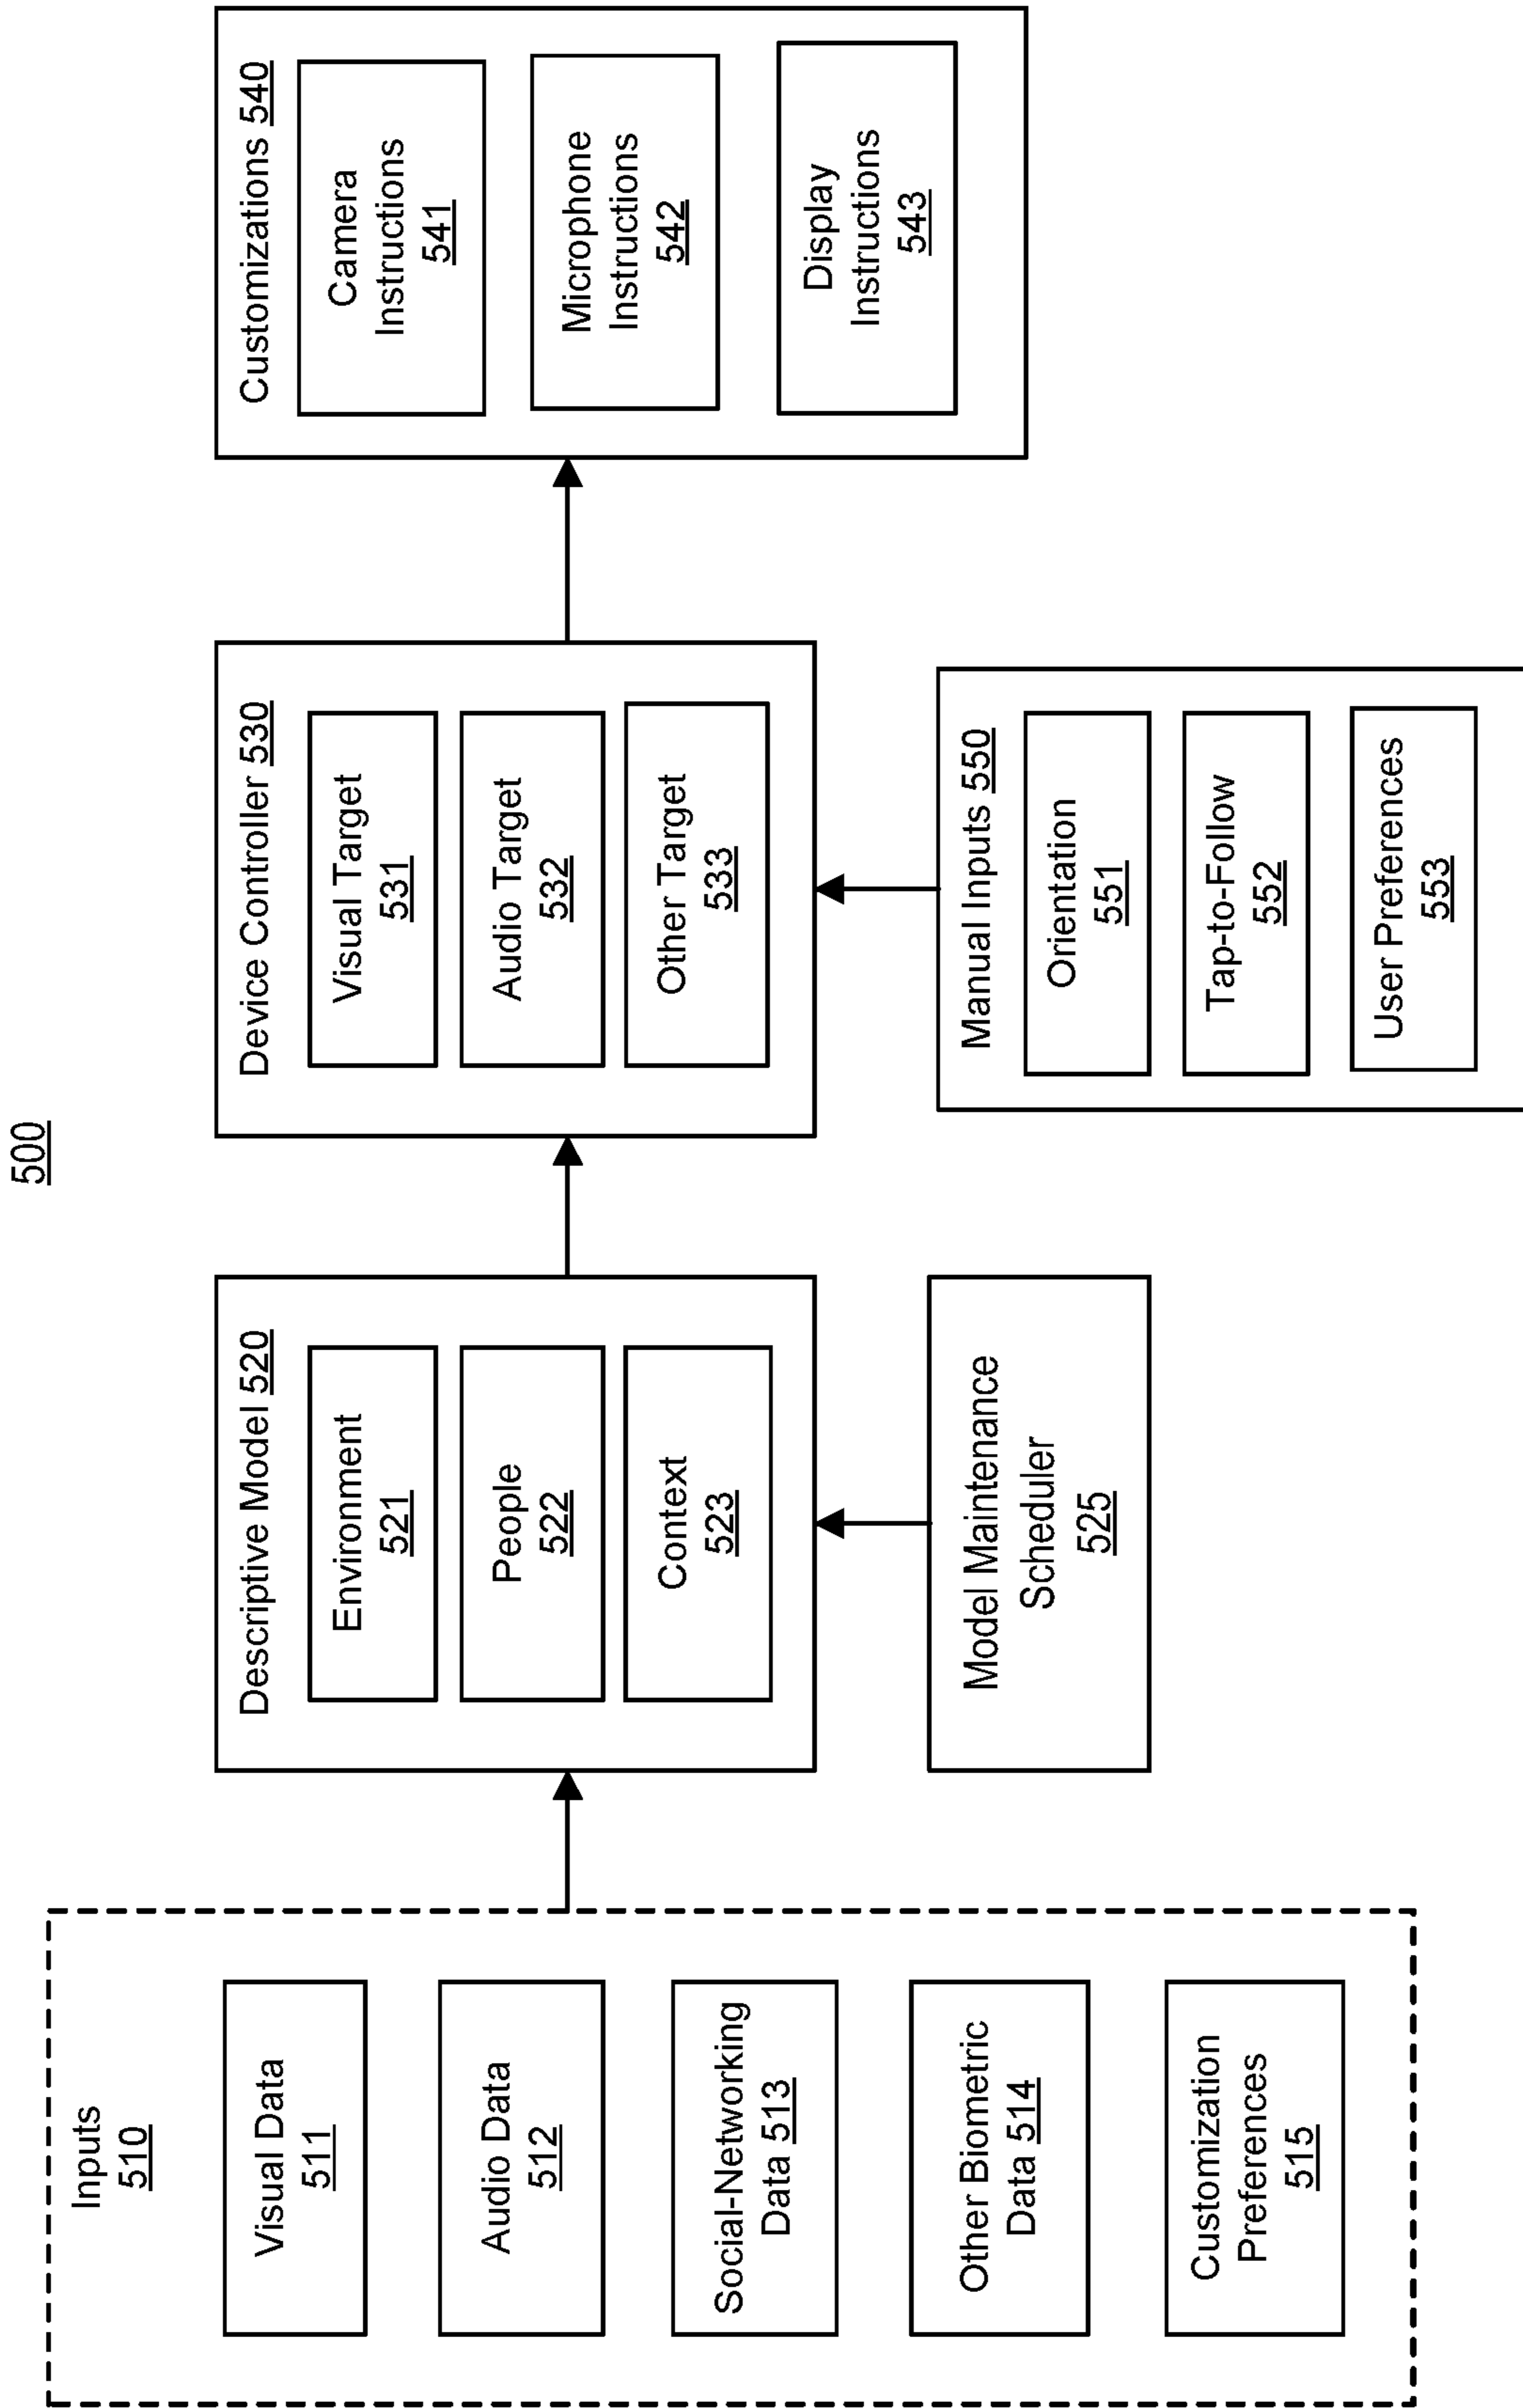 500
Inputs
510
Visual Data
511
Audio Data
512
Social-Networking
Data 513
Other Biometric
Data 514
Customization
Preferences
515
Descriptive Model 520
Environment
521
People
522
Context
523
Model Maintenance
Scheduler
525
Device Controller 530
Visual Target
531
Audio Target
532
Other Target
533
Manual Inputs 550
Orientation
551
Tap-to-Follow
552
User Preferences
553
Customizations 540
Camera
Instructions
541
Microphone
Instructions
542
Display
Instructions
543